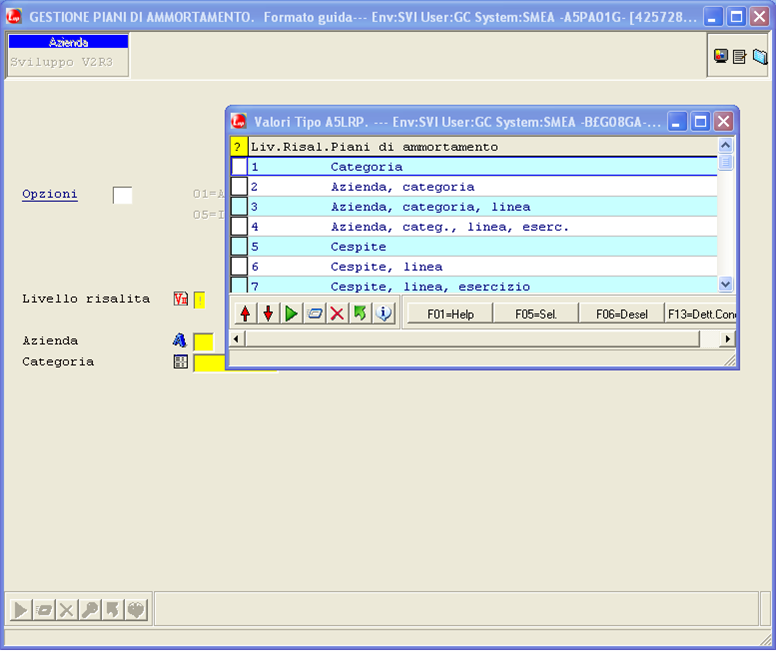 GESTIONE PIANI DI AMMORTAMENTO. Formato guida--- Env:SVI User:GC System:SMEA -A5PA01G- [425728...
Azienda
Sviluppo V2R3
Valori Tipo A5LRP. --- Env:SVI User:GC System:SMEA -B£G08GA-...
? Liv.Risal.Piani di ammortamento
1 Categoria
2 Azienda, categoria
3 Azienda, categoria, linea
4 Azienda, categ., linea, eserc.
5 Cespite
6 Cespite, linea
7 Cespite, linea, esercizio
F01=Help F05=Sel. F06=Desel F13=Dett.Con
Opzioni
01=A
05=I
Livello risalita
Azienda
Categoria